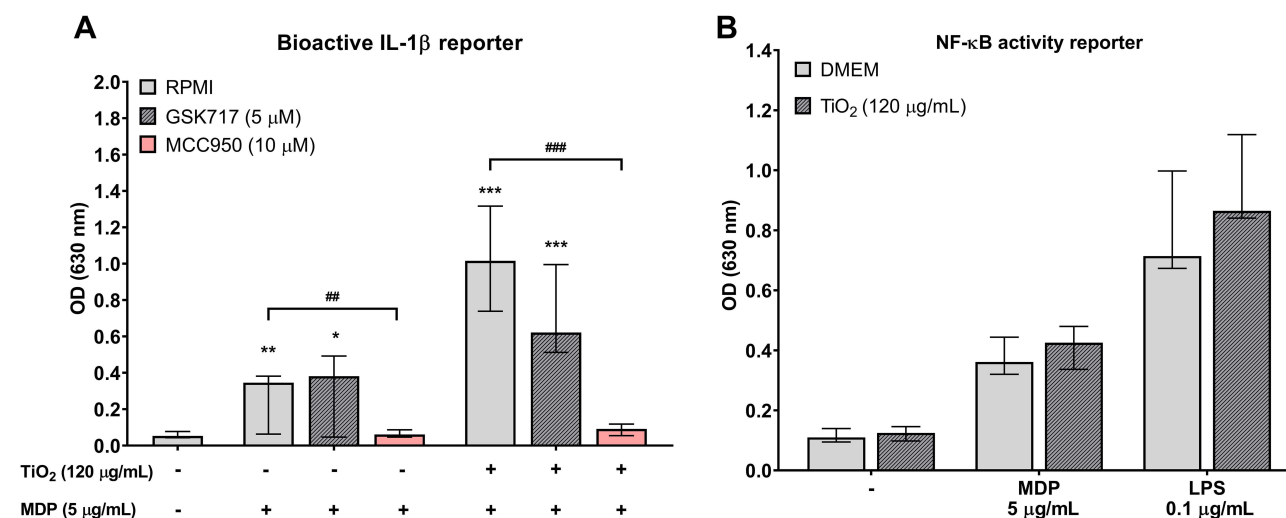 A
Bioactive IL-1β reporter
OD (630 nm)
2.0
1.8
1.6
1.4
1.2
1.0
0.8
0.6
0.4
0.2
0.0
RPMI
GSK717 (5 μM)
MCC950 (10 μM)
###
***
***
##
**
*
TiO2 (120 μg/mL) - - - - + + +
MDP (5 μg/mL) - + + + + + +
B
NF-κB activity reporter
OD (630 nm)
1.4
1.2
1.0
0.8
0.6
0.4
0.2
0.0
DMEM
TiO2 (120 μg/mL)
- MDP LPS
5 μg/mL 0.1 μg/mL